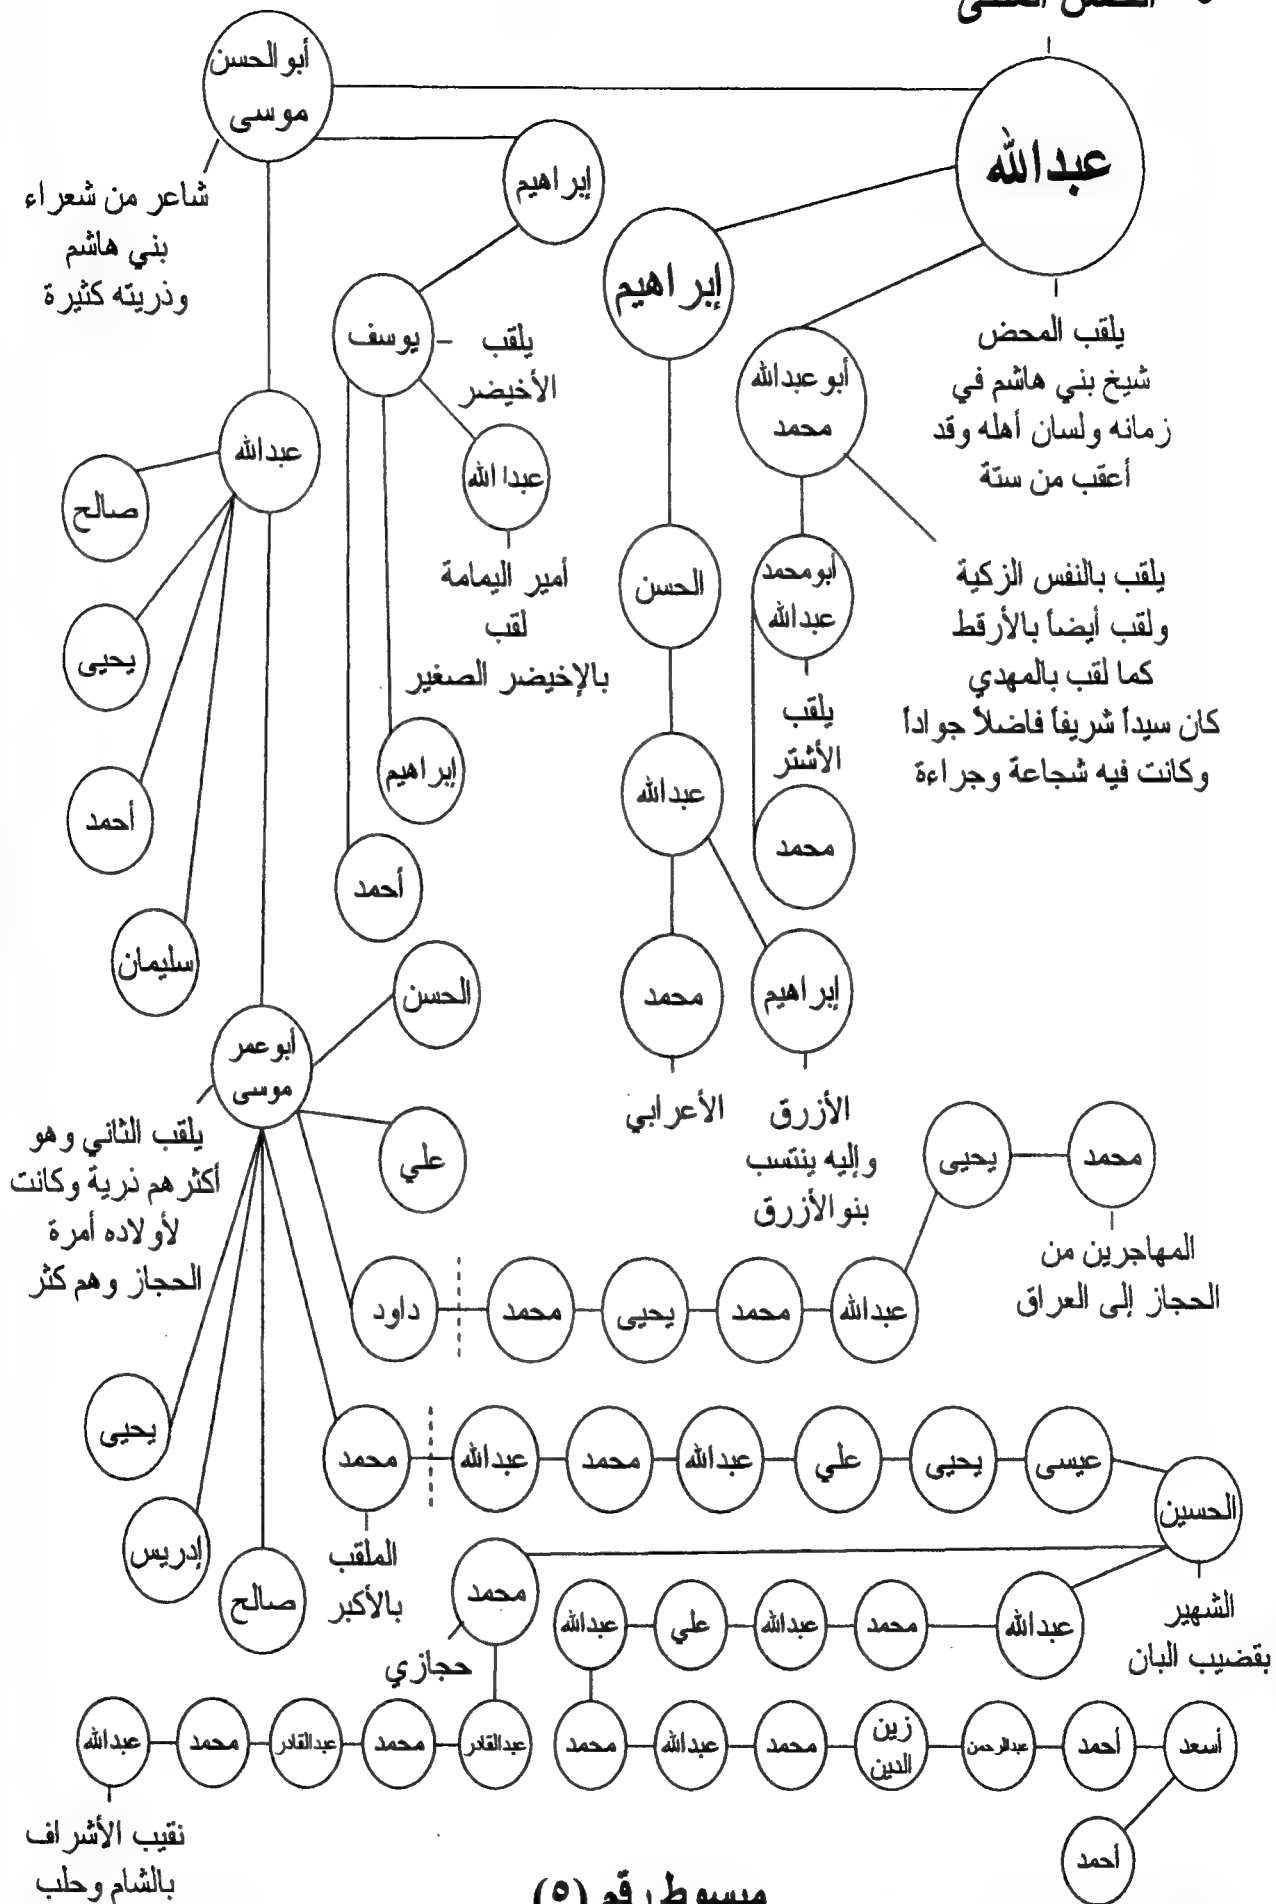 عبدالله
يلقب المحض
شيخ بني هاشم في
زمانه ولسان أهله وقد
أعقب من ستة
أبو الحسن
موسى
شاعر من شعراء
بني هاشم
وذريته كثيرة
إبراهيم
يوسف
يلقب
الأخيضر
عبدا الله
أمير اليمامة
لقب
بالإخيضر الصغير
إبراهيم
أحمد
إبراهيم
الحسن
عبدالله
محمد
الأعرابي
إبراهيم
الأزرق
وإليه ينتسب
بنو الأزرق
أبو عبدالله
محمد
يلقب بالنفس الزكية
ولقب أيضاً بالأرقط
كما لقب بالمهدي
كان سيداً شريفاً فاضلاً جواداً
وكانت فيه شجاعة وجراءة
أبو محمد
عبدالله
يلقب
الأشتر
محمد
عبدالله
صالح
يحيى
أحمد
سليمان
أبو عمر
موسى
يلقب الثاني وهو
أكثرهم ذرية وكانت
لأولاده أمرة
الحجاز وهم كثر
الحسن
علي
داود
محمد
يحيى
محمد
عبدالله
يحيى
محمد
المهاجرين من
الحجاز إلى العراق
يحيى
إدريس
صالح
محمد
الملقب
بالأكبر
عبدالله
محمد
عبدالله
علي
يحيى
عيسى
الحسين
الشهير
بقضيب البان
محمد
حجازي
عبدالله
محمد
عبدالله
علي
عبدالله
عبدالقادر
محمد
عبدالقادر
محمد
عبدالله
نقيب الأشراف
بالشام وحلب
محمد
عبدالله
محمد
زين
الدين
عبدالرحمن
أحمد
أسعد
أحمد
مبسوط رقم (٥)